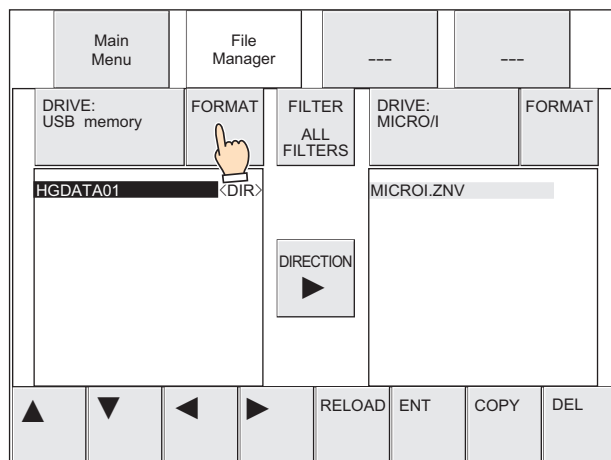 Main
Menu
File
Manager
---
---
DRIVE:
USB memory
FORMAT
FILTER
ALL
FILTERS
DRIVE:
MICRO/I
FORMAT
HGDATA01
<DIR>
MICROI.ZNV
DIRECTION
RELOAD
ENT
COPY
DEL